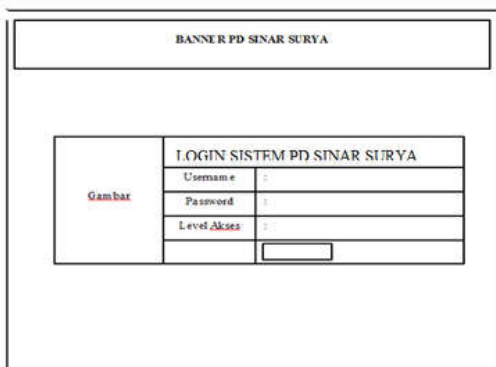 BANNER PD SINAR SURYA
LOGIN SISTEM PD SINAR SURYA
Gambar
Username :
Password :
Level Akses :